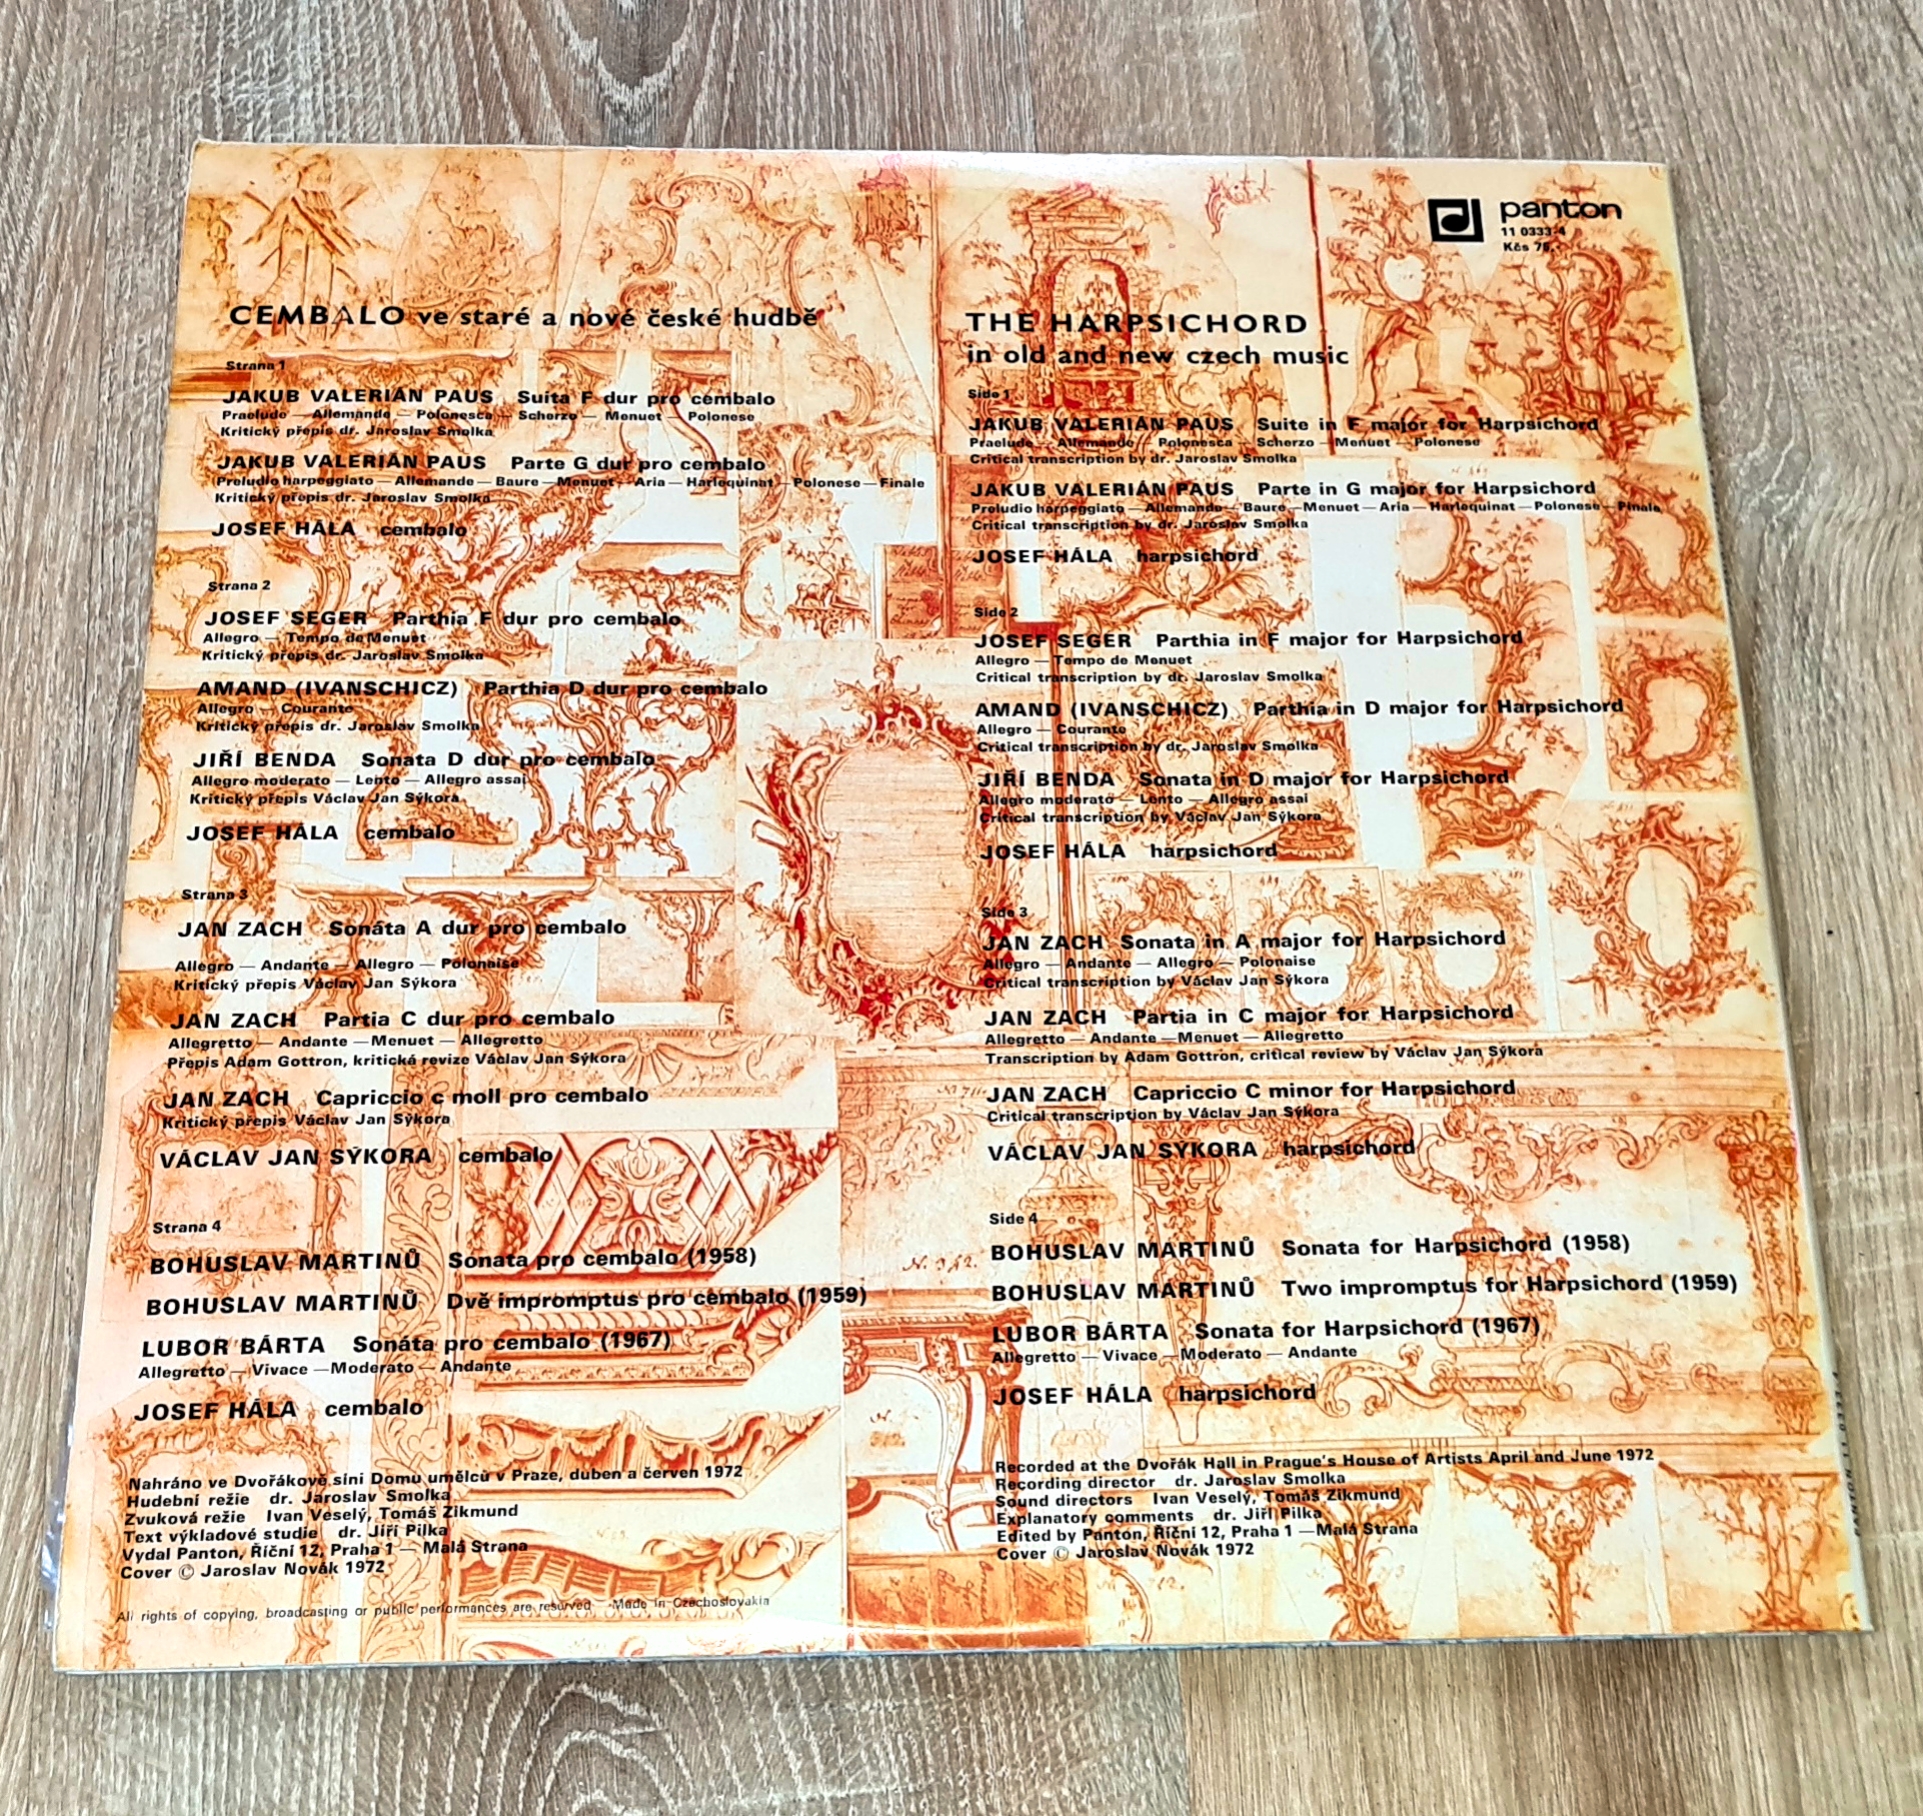 panton
11 0333-4
Kčs 76,-
CEMBALO ve staré a nové české hudbě
Strana 1
JAKUB VALERIÁN PAUS Suita F dur pro cembalo
Praelude — Allemande — Polonesca — Scherzo — Menuet — Polonese
Kritický přepis dr. Jaroslav Smolka
JAKUB VALERIÁN PAUS Parte G dur pro cembalo
Preludio harpeggiato — Allemande — Baure — Menuet — Aria — Harlequinat — Polonese — Finale
Kritický přepis dr. Jaroslav Smolka
JOSEF HÁLA cembalo
Strana 2
JOSEF SEGER Parthia F dur pro cembalo
Allegro — Tempo de Menuet
Kritický přepis dr. Jaroslav Smolka
AMAND (IVANSCHICZ) Parthia D dur pro cembalo
Allegro — Courante
Kritický přepis dr. Jaroslav Smolka
JIŘÍ BENDA Sonata D dur pro cembalo
Allegro moderato — Lento — Allegro assai
Kritický přepis Václav Jan Sýkora
JOSEF HÁLA cembalo
Strana 3
JAN ZACH Sonáta A dur pro cembalo
Allegro — Andante — Allegro — Polonaise
Kritický přepis Václav Jan Sýkora
JAN ZACH Partia C dur pro cembalo
Allegretto — Andante — Menuet — Allegretto
Přepis Adam Gottron, kritická revize Václav Jan Sýkora
JAN ZACH Capriccio c moll pro cembalo
Kritický přepis Václav Jan Sýkora
VÁCLAV JAN SÝKORA cembalo
Strana 4
BOHUSLAV MARTINŮ Sonata pro cembalo (1958)
BOHUSLAV MARTINŮ Dvě impromptus pro cembalo (1959)
LUBOR BÁRTA Sonáta pro cembalo (1967)
Allegretto — Vivace — Moderato — Andante
JOSEF HÁLA cembalo
Nahráno ve Dvořákově síni Domu umělců v Praze, duben a červen 1972
Hudební režie dr. Jaroslav Smolka
Zvuková režie Ivan Veselý, Tomáš Zikmund
Text výkladové studie dr. Jiří Pilka
Vydal Panton, Říční 12, Praha 1 — Malá Strana
Cover © Jaroslav Novák 1972
All rights of copying, broadcasting or public performances are reserved — Made in Czechoslovakia
THE HARPSICHORD
in old and new czech music
Side 1
JAKUB VALERIÁN PAUS Suite in F major for Harpsichord
Praelude — Allemande — Polonesca — Scherzo — Menuet — Polonese
Critical transcription by dr. Jaroslav Smolka
JAKUB VALERIÁN PAUS Parte in G major for Harpsichord
Preludio harpeggiato — Allemande — Baure — Menuet — Aria — Harlequinat — Polonese — Finale
Critical transcription by dr. Jaroslav Smolka
JOSEF HÁLA harpsichord
Side 2
JOSEF SEGER Parthia in F major for Harpsichord
Allegro — Tempo de Menuet
Critical transcription by dr. Jaroslav Smolka
AMAND (IVANSCHICZ) Parthia in D major for Harpsichord
Allegro — Courante
Critical transcription by dr. Jaroslav Smolka
JIŘÍ BENDA Sonata in D major for Harpsichord
Allegro moderato — Lento — Allegro assai
Critical transcription by Václav Jan Sýkora
JOSEF HÁLA harpsichord
Side 3
JAN ZACH Sonata in A major for Harpsichord
Allegro — Andante — Allegro — Polonaise
Critical transcription by Václav Jan Sýkora
JAN ZACH Partia in C major for Harpsichord
Allegretto — Andante — Menuet — Allegretto
Transcription by Adam Gottron, critical review by Václav Jan Sýkora
JAN ZACH Capriccio C minor for Harpsichord
Critical transcription by Václav Jan Sýkora
VÁCLAV JAN SÝKORA harpsichord
Side 4
BOHUSLAV MARTINŮ Sonata for Harpsichord (1958)
BOHUSLAV MARTINŮ Two impromptus for Harpsichord (1959)
LUBOR BÁRTA Sonata for Harpsichord (1967)
Allegretto — Vivace — Moderato — Andante
JOSEF HÁLA harpsichord
Recorded at the Dvořák Hall in Prague's House of Artists April and June 1972
Recording director dr. Jaroslav Smolka
Sound directors Ivan Veselý, Tomáš Zikmund
Explanatory comments dr. Jiří Pilka
Edited by Panton, Říční 12, Praha 1 — Malá Strana
Cover © Jaroslav Novák 1972